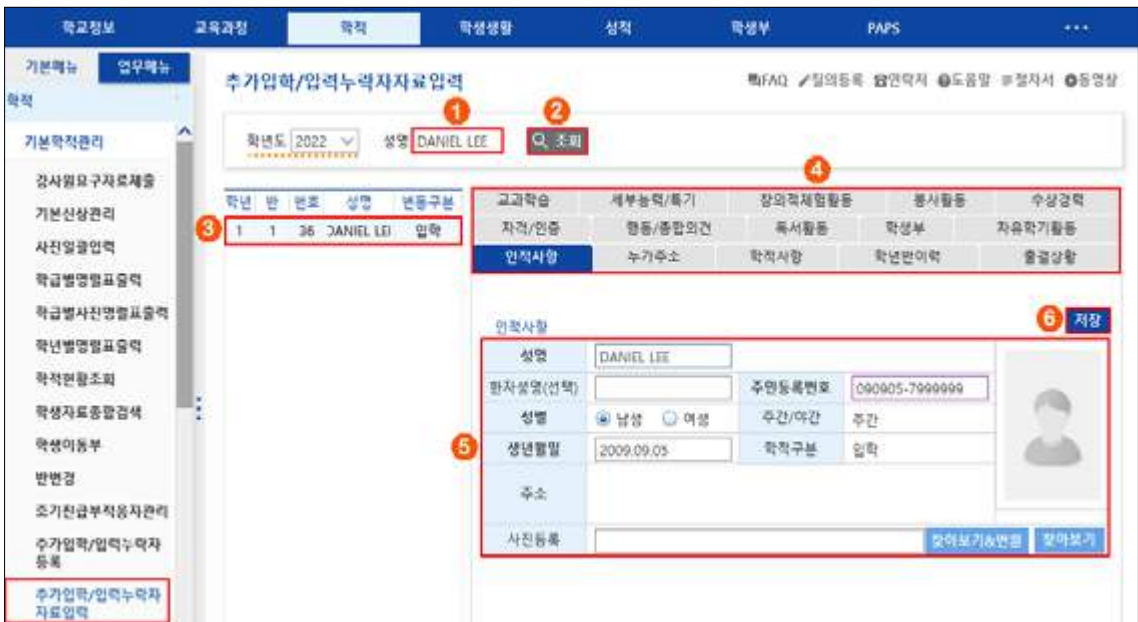 학교정보 교육과정 학적 학생생활 성적 학생부 PAPS ...
기본메뉴 업무메뉴
학적
기본학적관리
감사원요구자료제출
기본신상관리
사진일괄입력
학급별명렬표출력
학급별사진명렬표출력
학년별명렬표출력
학적현황조회
학생자료종합검색
학생이동부
반변경
조기진급부적응자관리
추가입학/입력누락자
등록
추가입학/입력누락자
자료입력
추가입학/입력누락자자료입력
FAQ 질의등록 연락처 도움말 절차서 동영상
1 2
학년도 2022 성명 DANIEL LEE 조회
학년 반 번호 성명 변동구분
3 1 1 36 DANIEL LEI 입학
4
교과학습 세부능력/특기 창의적체험활동 봉사활동 수상경력
자격/인증 행동/종합의견 독서활동 학생부 자유학기활동
인적사항 누가주소 학적사항 학년반이력 출결상황
6 저장
인적사항
5
성명 DANIEL LEE
한자성명(선택) 주민등록번호 090905-7999999
성별 남성 여성 주간/야간 주간
생년월일 2009.09.05 학적구분 입학
주소
사진등록 찾아보기&변환 찾아보기